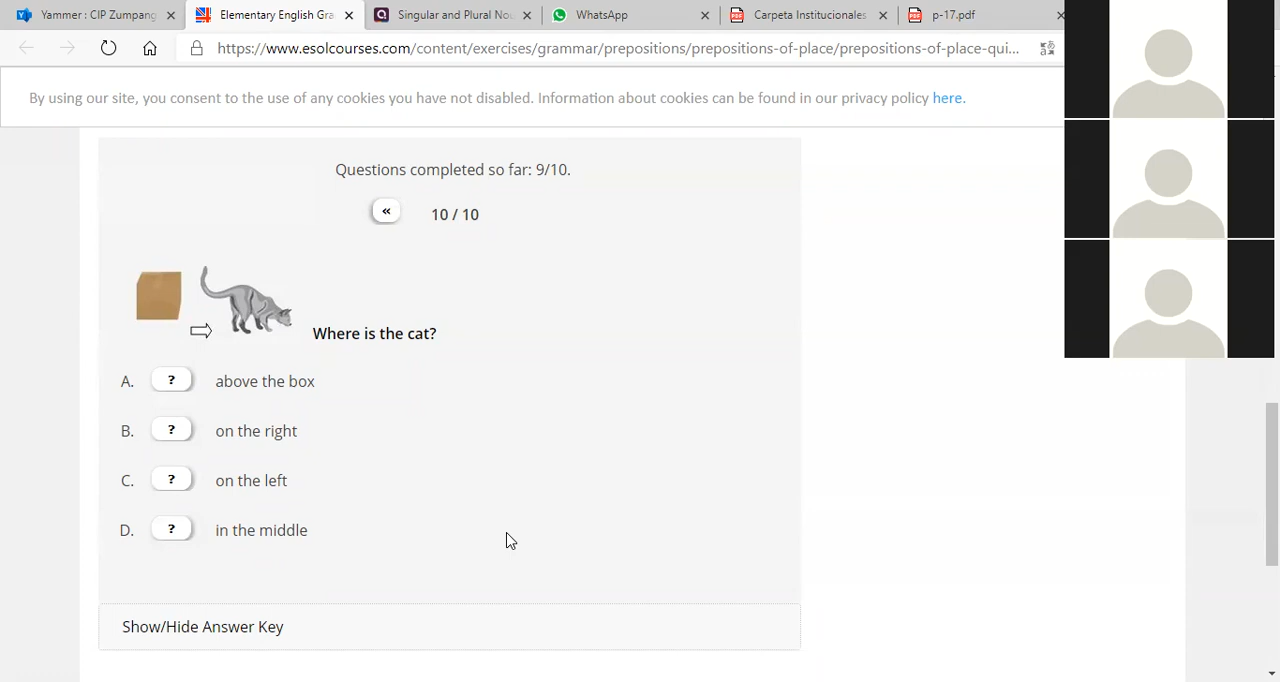 Yammer : CIP Zumpang
Elementary English Gra
Singular and Plural No
WhatsApp
Carpeta Institucionales
p-17.pdf
https://www.esolcourses.com/content/exercises/grammar/prepositions/prepositions-of-place/prepositions-of-place-qui...
By using our site, you consent to the use of any cookies you have not disabled. Information about cookies can be found in our privacy policy here.
Questions completed so far: 9/10.
« 10 / 10
Where is the cat?
A. ? above the box
B. ? on the right
C. ? on the left
D. ? in the middle
Show/Hide Answer Key